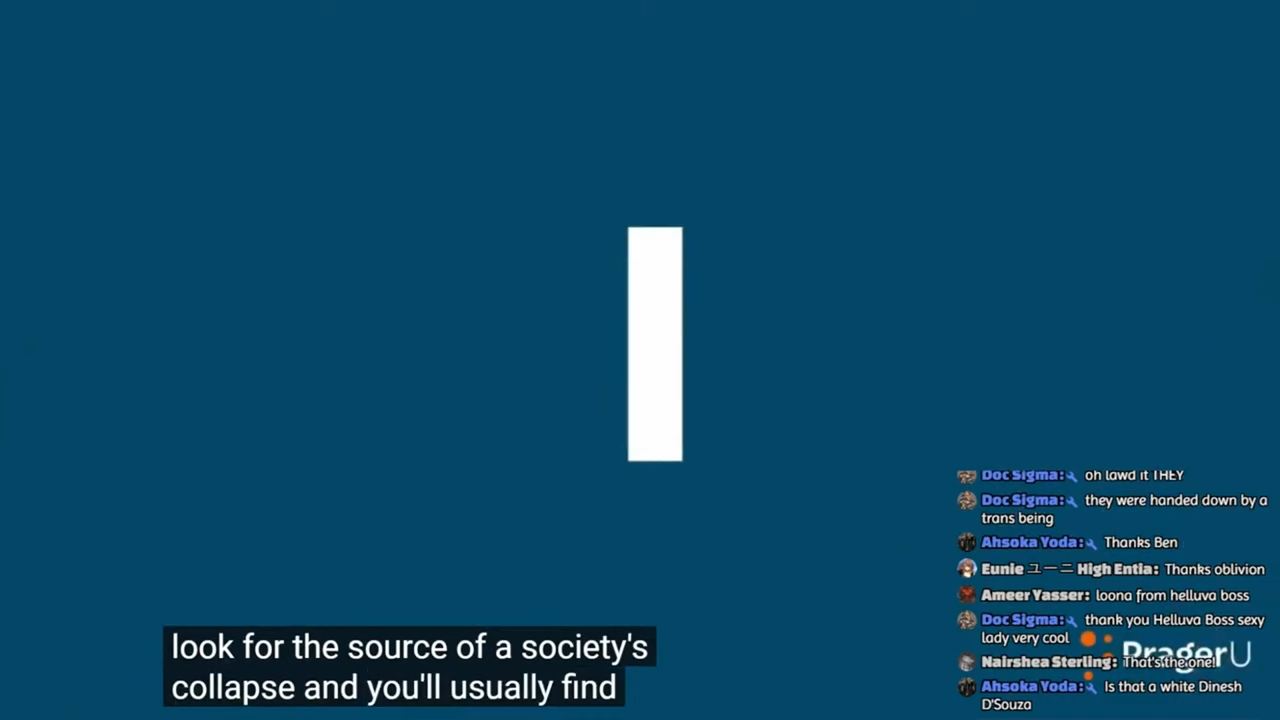 Doc Sigma: oh lawd it THEY
Doc Sigma: they were handed down by a
trans being
Ahsoka Yoda: Thanks Ben
Eunie ユーニ High Entia: Thanks oblivion
Ameer Yasser: loona from helluva boss
Doc Sigma: thank you Helluva Boss sexy
lady very cool
PragerU
Nairshea Sterling: That's the one!
Ahsoka Yoda: Is that a white Dinesh
D'Souza
look for the source of a society's
collapse and you'll usually find